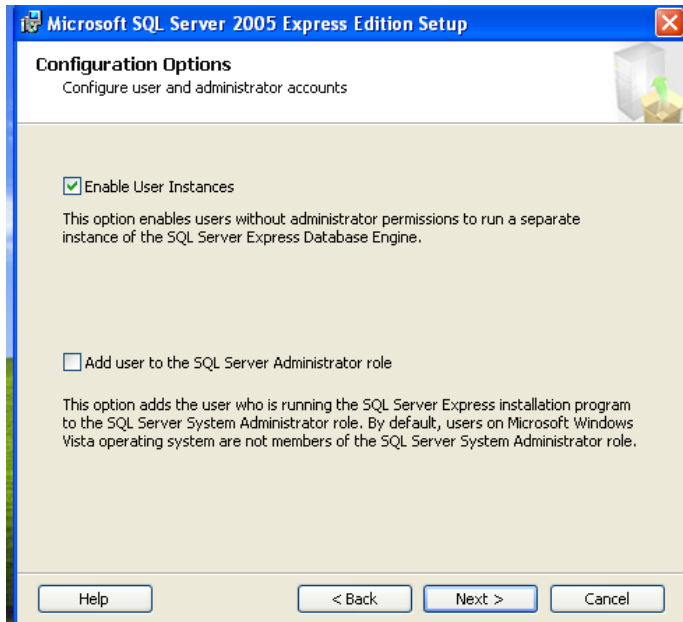 Microsoft SQL Server 2005 Express Edition Setup
Configuration Options
Configure user and administrator accounts
Enable User Instances
This option enables users without administrator permissions to run a separate
instance of the SQL Server Express Database Engine.
Add user to the SQL Server Administrator role
This option adds the user who is running the SQL Server Express installation program
to the SQL Server System Administrator role. By default, users on Microsoft Windows
Vista operating system are not members of the SQL Server System Administrator role.
Help
< Back
Next >
Cancel